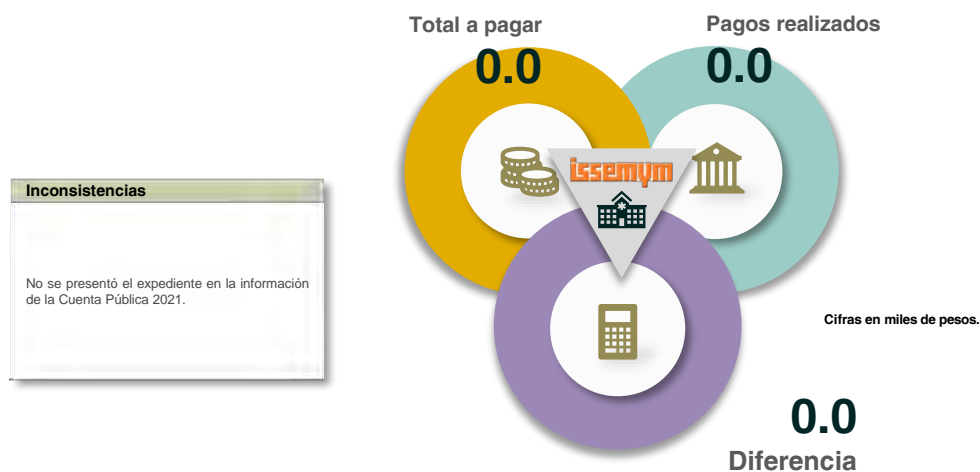 Total a pagar
0.0
Pagos realizados
0.0
issemym
Inconsistencias
No se presentó el expediente en la información
de la Cuenta Pública 2021.
Cifras en miles de pesos.
0.0
Diferencia